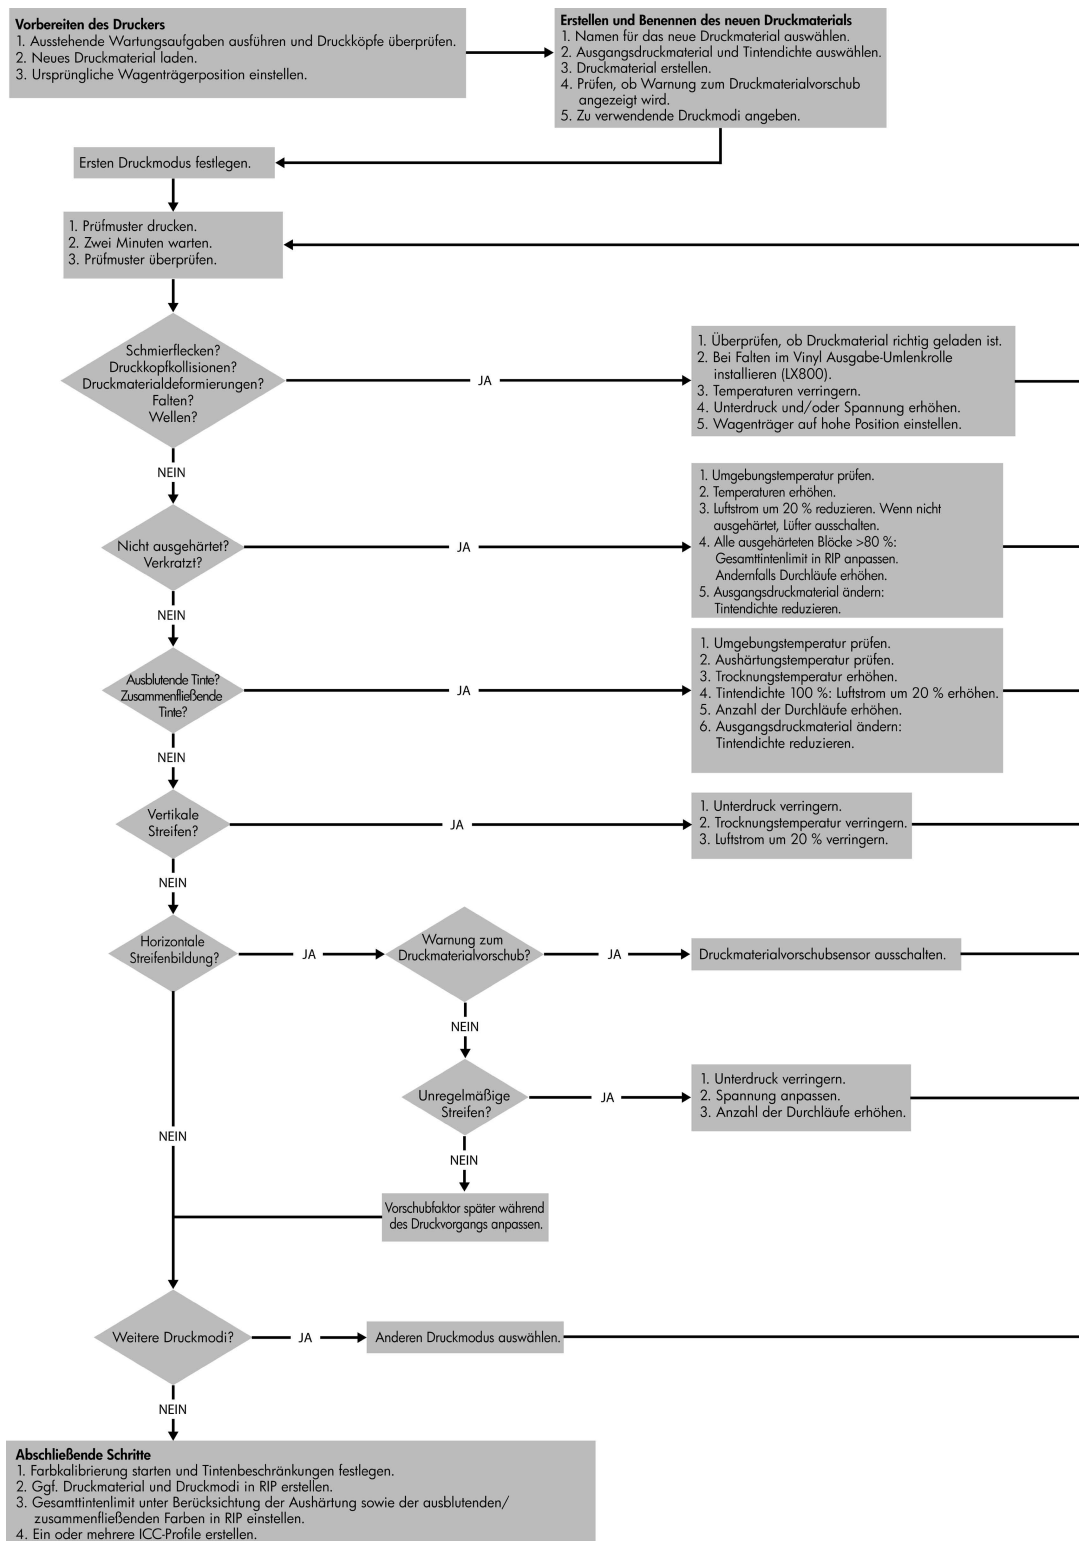 Vorbereiten des Druckers
1. Ausstehende Wartungsaufgaben ausführen und Druckköpfe überprüfen.
2. Neues Druckmaterial laden.
3. Ursprüngliche Wagenträgerposition einstellen.
Erstellen und Benennen des neuen Druckmaterials
1. Namen für das neue Druckmaterial auswählen.
2. Ausgangsdruckmaterial und Tintendichte auswählen.
3. Druckmaterial erstellen.
4. Prüfen, ob Warnung zum Druckmaterialvorschub
angezeigt wird.
5. Zu verwendende Druckmodi angeben.
Ersten Druckmodus festlegen.
1. Prüfmuster drucken.
2. Zwei Minuten warten.
3. Prüfmuster überprüfen.
Schmierflecken?
Druckkopfkollisionen?
Druckmaterialdeformierungen?
Falten?
Wellen?
JA
1. Überprüfen, ob Druckmaterial richtig geladen ist.
2. Bei Falten im Vinyl Ausgabe-Umlenkrolle
installieren (LX800).
3. Temperaturen verringern.
4. Unterdruck und/oder Spannung erhöhen.
5. Wagenträger auf hohe Position einstellen.
NEIN
Nicht ausgehärtet?
Verkratzt?
JA
1. Umgebungstemperatur prüfen.
2. Temperaturen erhöhen.
3. Luftstrom um 20 % reduzieren. Wenn nicht
ausgehärtet, Lüfter ausschalten.
4. Alle ausgehärteten Blöcke >80 %:
Gesamttintenlimit in RIP anpassen.
Andernfalls Durchläufe erhöhen.
5. Ausgangsdruckmaterial ändern:
Tintendichte reduzieren.
NEIN
Ausblutende Tinte?
Zusammenfließende
Tinte?
JA
1. Umgebungstemperatur prüfen.
2. Aushärtungstemperatur prüfen.
3. Trocknungstemperatur erhöhen.
4. Tintendichte 100 %: Luftstrom um 20 % erhöhen.
5. Anzahl der Durchläufe erhöhen.
6. Ausgangsdruckmaterial ändern:
Tintendichte reduzieren.
NEIN
Vertikale
Streifen?
JA
1. Unterdruck verringern.
2. Trocknungstemperatur verringern.
3. Luftstrom um 20 % verringern.
NEIN
Horizontale
Streifenbildung?
JA
Warnung zum
Druckmaterialvorschub?
JA
Druckmaterialvorschubsensor ausschalten.
NEIN
Unregelmäßige
Streifen?
JA
1. Unterdruck verringern.
2. Spannung anpassen.
3. Anzahl der Durchläufe erhöhen.
NEIN
NEIN
Vorschubfaktor später während
des Druckvorgangs anpassen.
Weitere Druckmodi?
JA
Anderen Druckmodus auswählen.
NEIN
Abschließende Schritte
1. Farbkalibrierung starten und Tintenbeschränkungen festlegen.
2. Ggf. Druckmaterial und Druckmodi in RIP erstellen.
3. Gesamttintenlimit unter Berücksichtung der Aushärtung sowie der ausblutenden/
zusammenfließenden Farben in RIP einstellen.
4. Ein oder mehrere ICC-Profile erstellen.